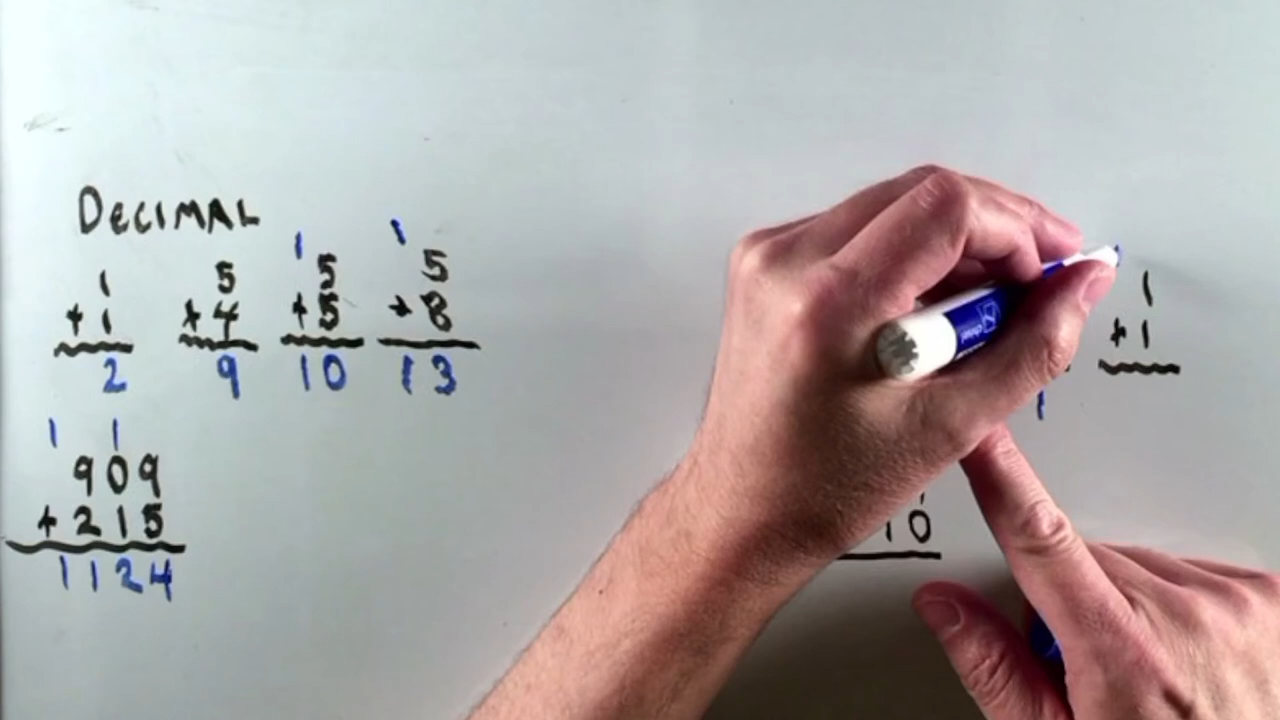 DECIMAL
1 1
1 5 5 5 1
+1 +4 +5 +8 +1
2 9 10 13 1
1 1
909
+215 10
1124